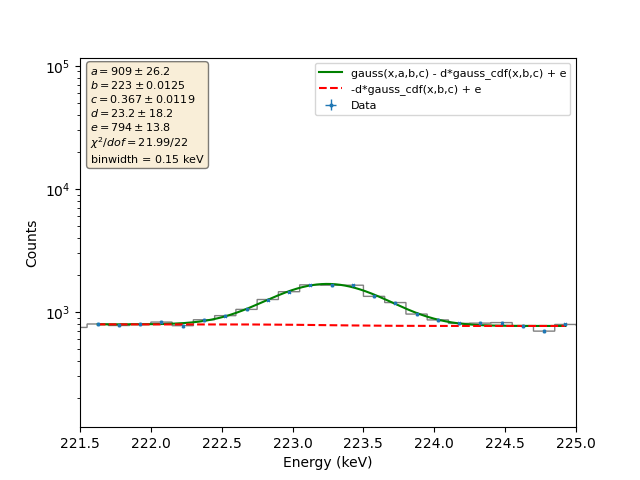 a = 909 ± 26.2
b = 223 ± 0.0125
c = 0.367 ± 0.0119
d = 23.2 ± 18.2
e = 794 ± 13.8
χ²/dof = 21.99/22
binwidth = 0.15 keV
gauss(x,a,b,c) - d*gauss_cdf(x,b,c) + e
-d*gauss_cdf(x,b,c) + e
Data
10⁵
10⁴
10³
Counts
221.5 222.0 222.5 223.0 223.5 224.0 224.5 225.0
Energy (keV)